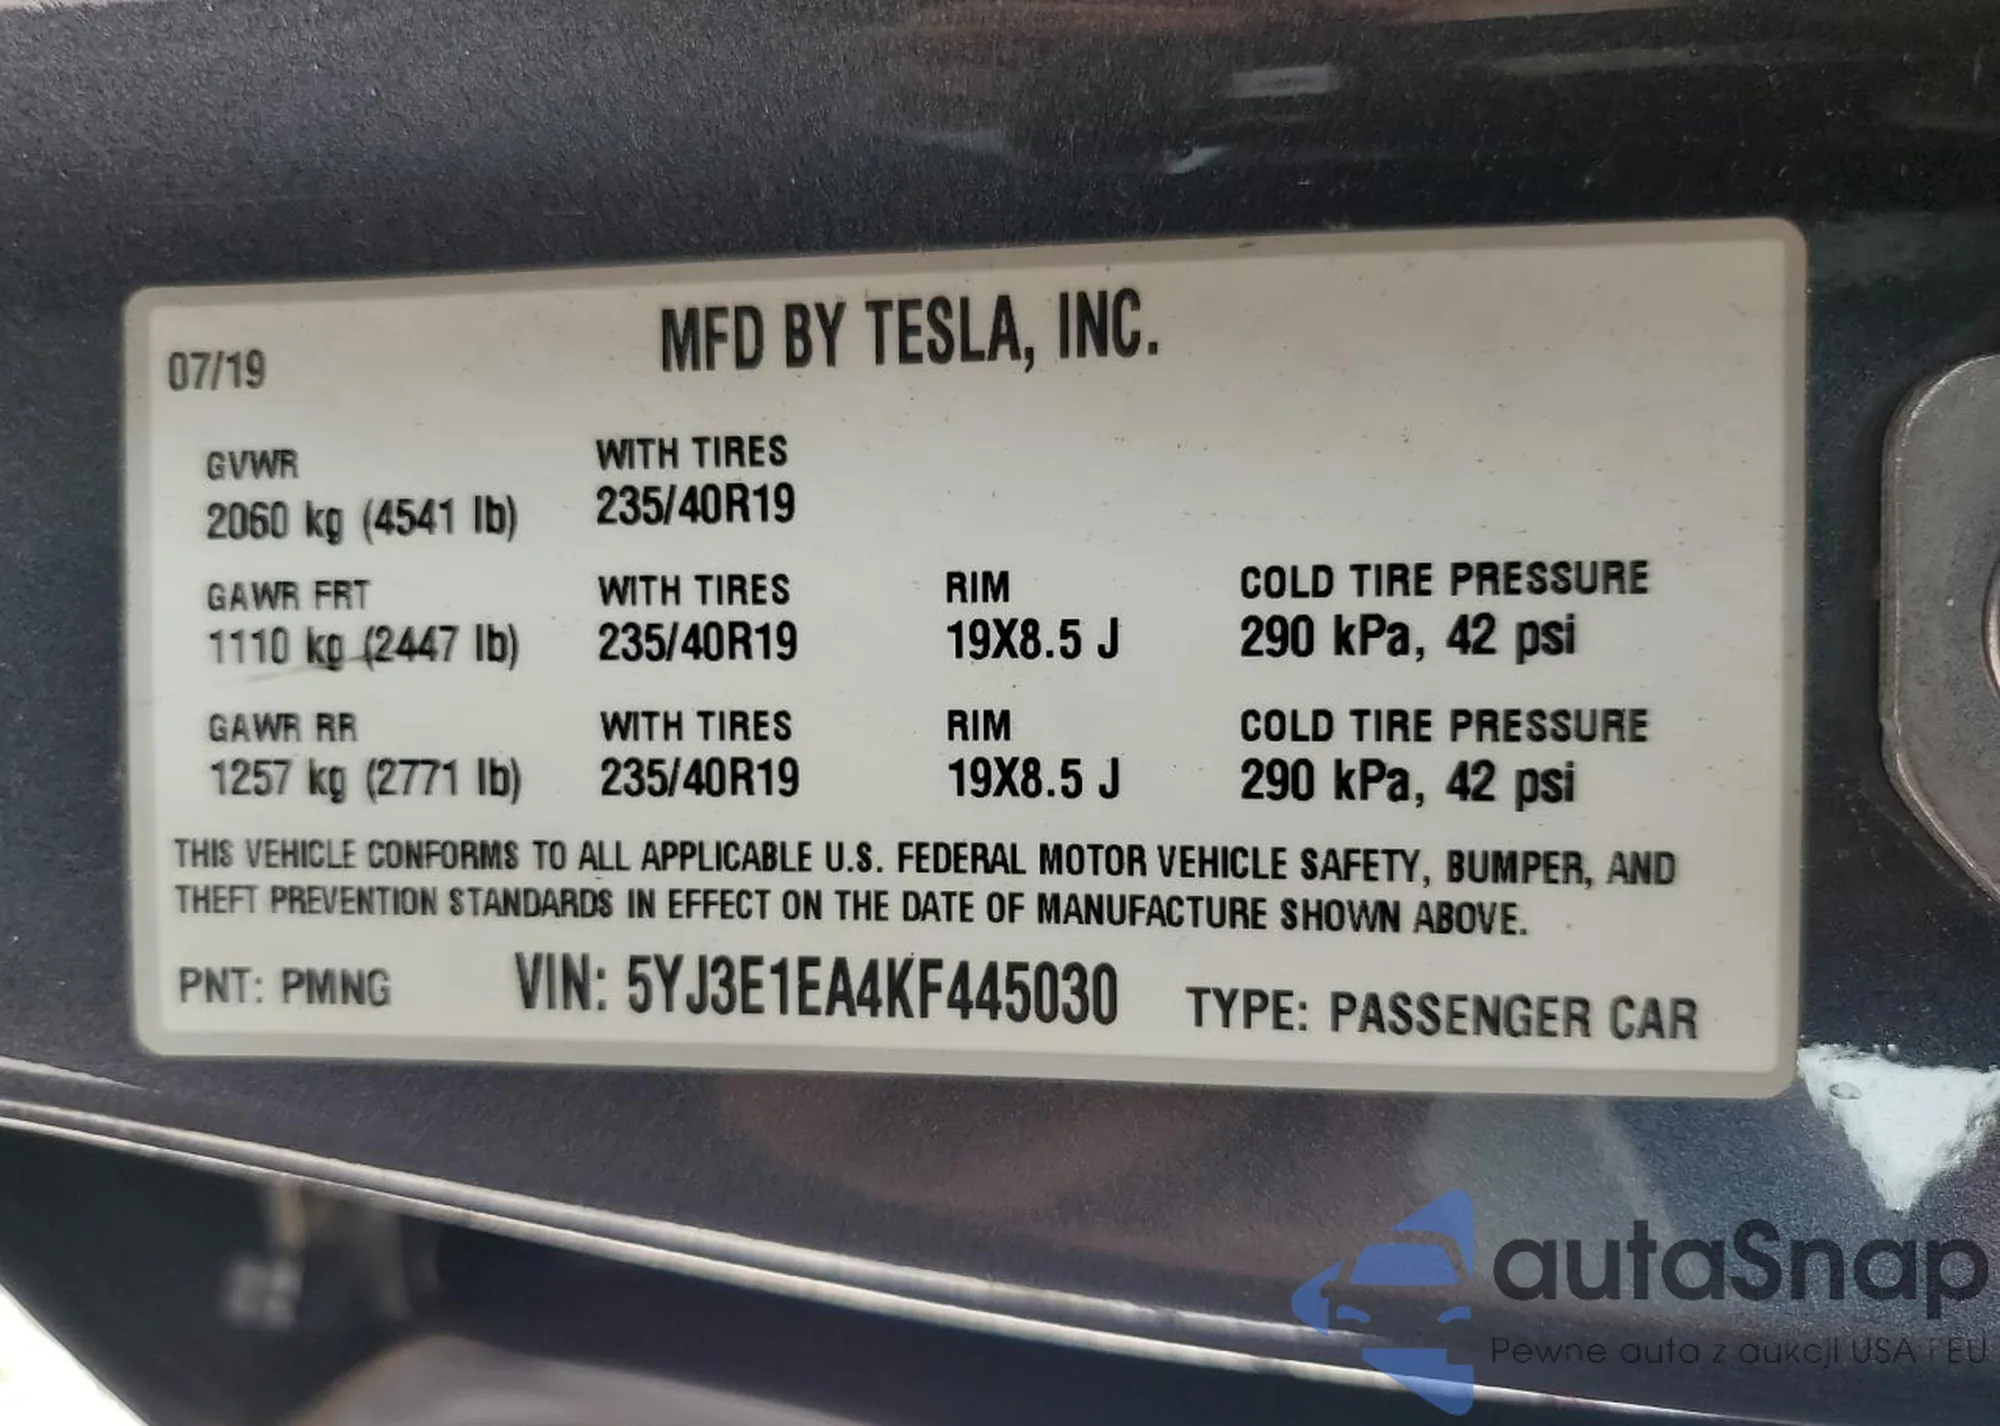 MFD BY TESLA, INC.
07/19
GVWR WITH TIRES
2060 kg (4541 lb) 235/40R19
GAWR FRT WITH TIRES RIM COLD TIRE PRESSURE
1110 kg (2447 lb) 235/40R19 19X8.5 J 290 kPa, 42 psi
GAWR RR WITH TIRES RIM COLD TIRE PRESSURE
1257 kg (2771 lb) 235/40R19 19X8.5 J 290 kPa, 42 psi
THIS VEHICLE CONFORMS TO ALL APPLICABLE U.S. FEDERAL MOTOR VEHICLE SAFETY, BUMPER, AND
THEFT PREVENTION STANDARDS IN EFFECT ON THE DATE OF MANUFACTURE SHOWN ABOVE.
PNT: PMNG VIN: 5YJ3E1EA4KF445030 TYPE: PASSENGER CAR
autaSnap
Pewne auta z aukcji USA i EU